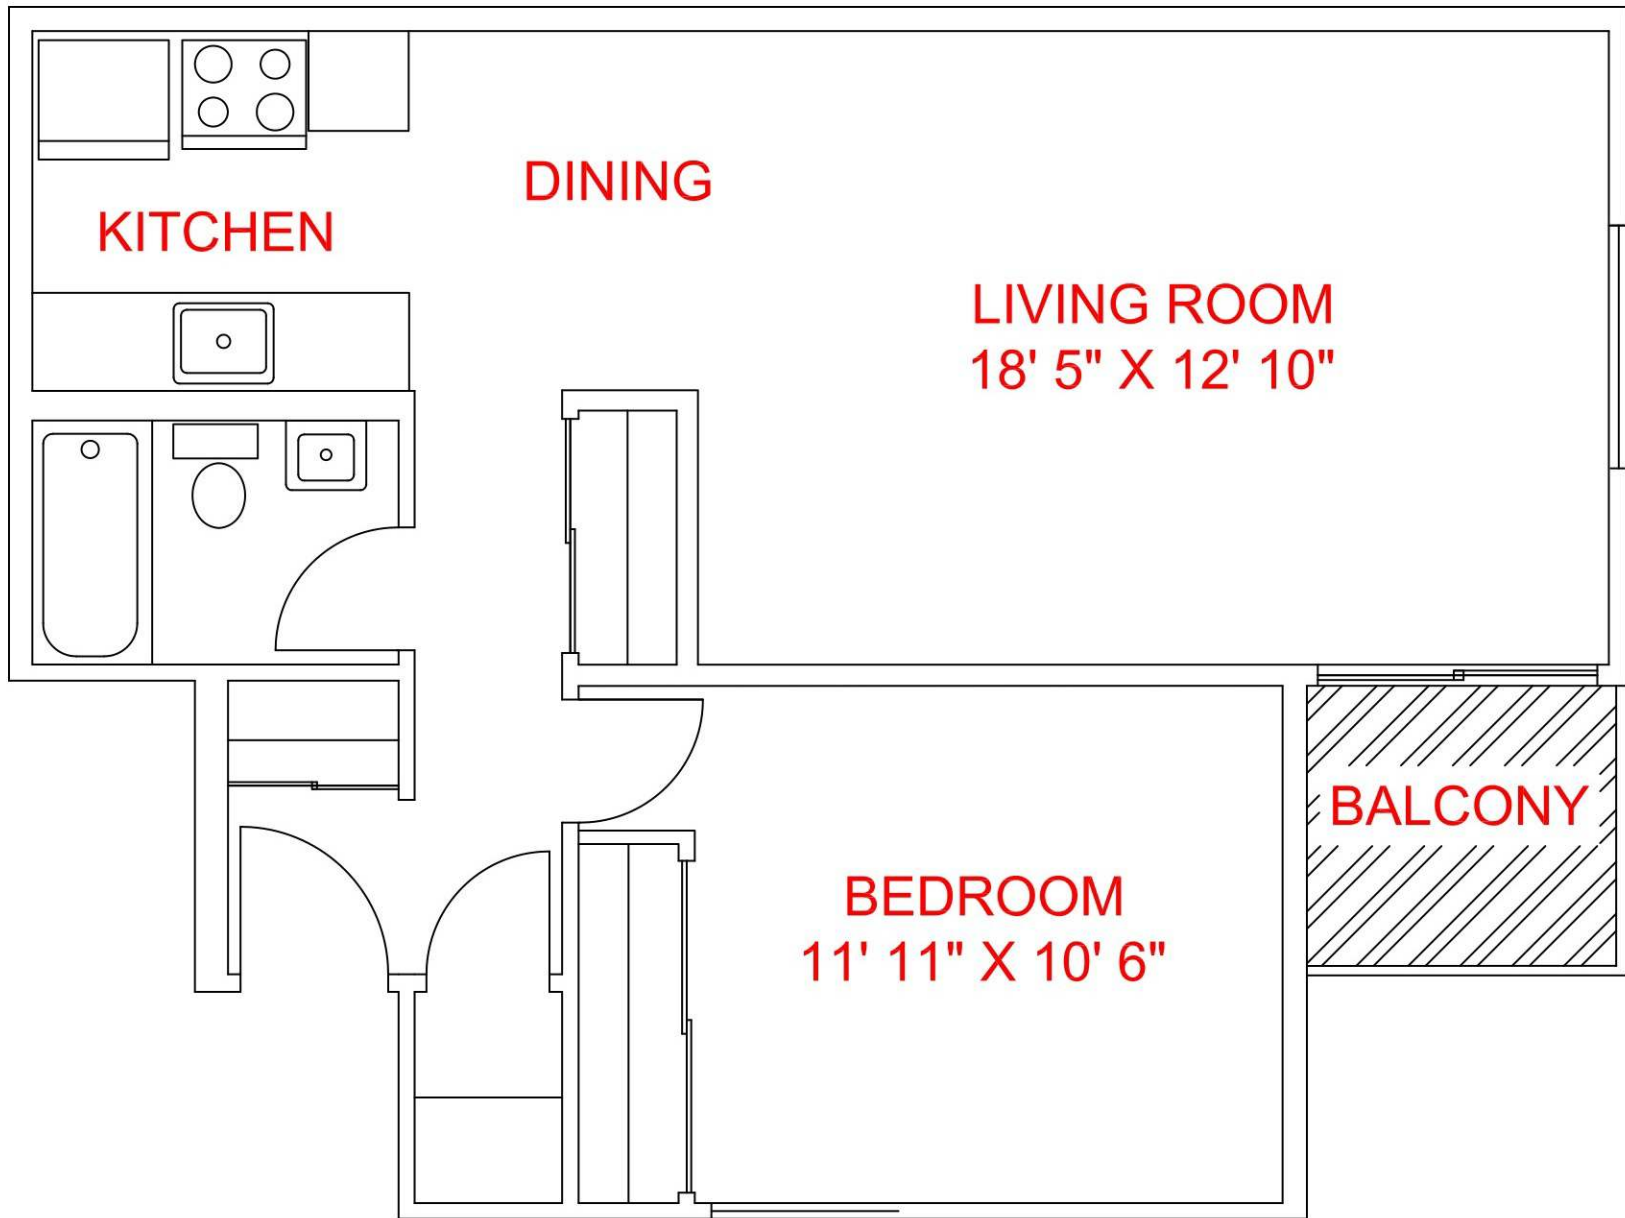 DINING
KITCHEN
LIVING ROOM
18' 5" X 12' 10"
BALCONY
BEDROOM
11' 11" X 10' 6"